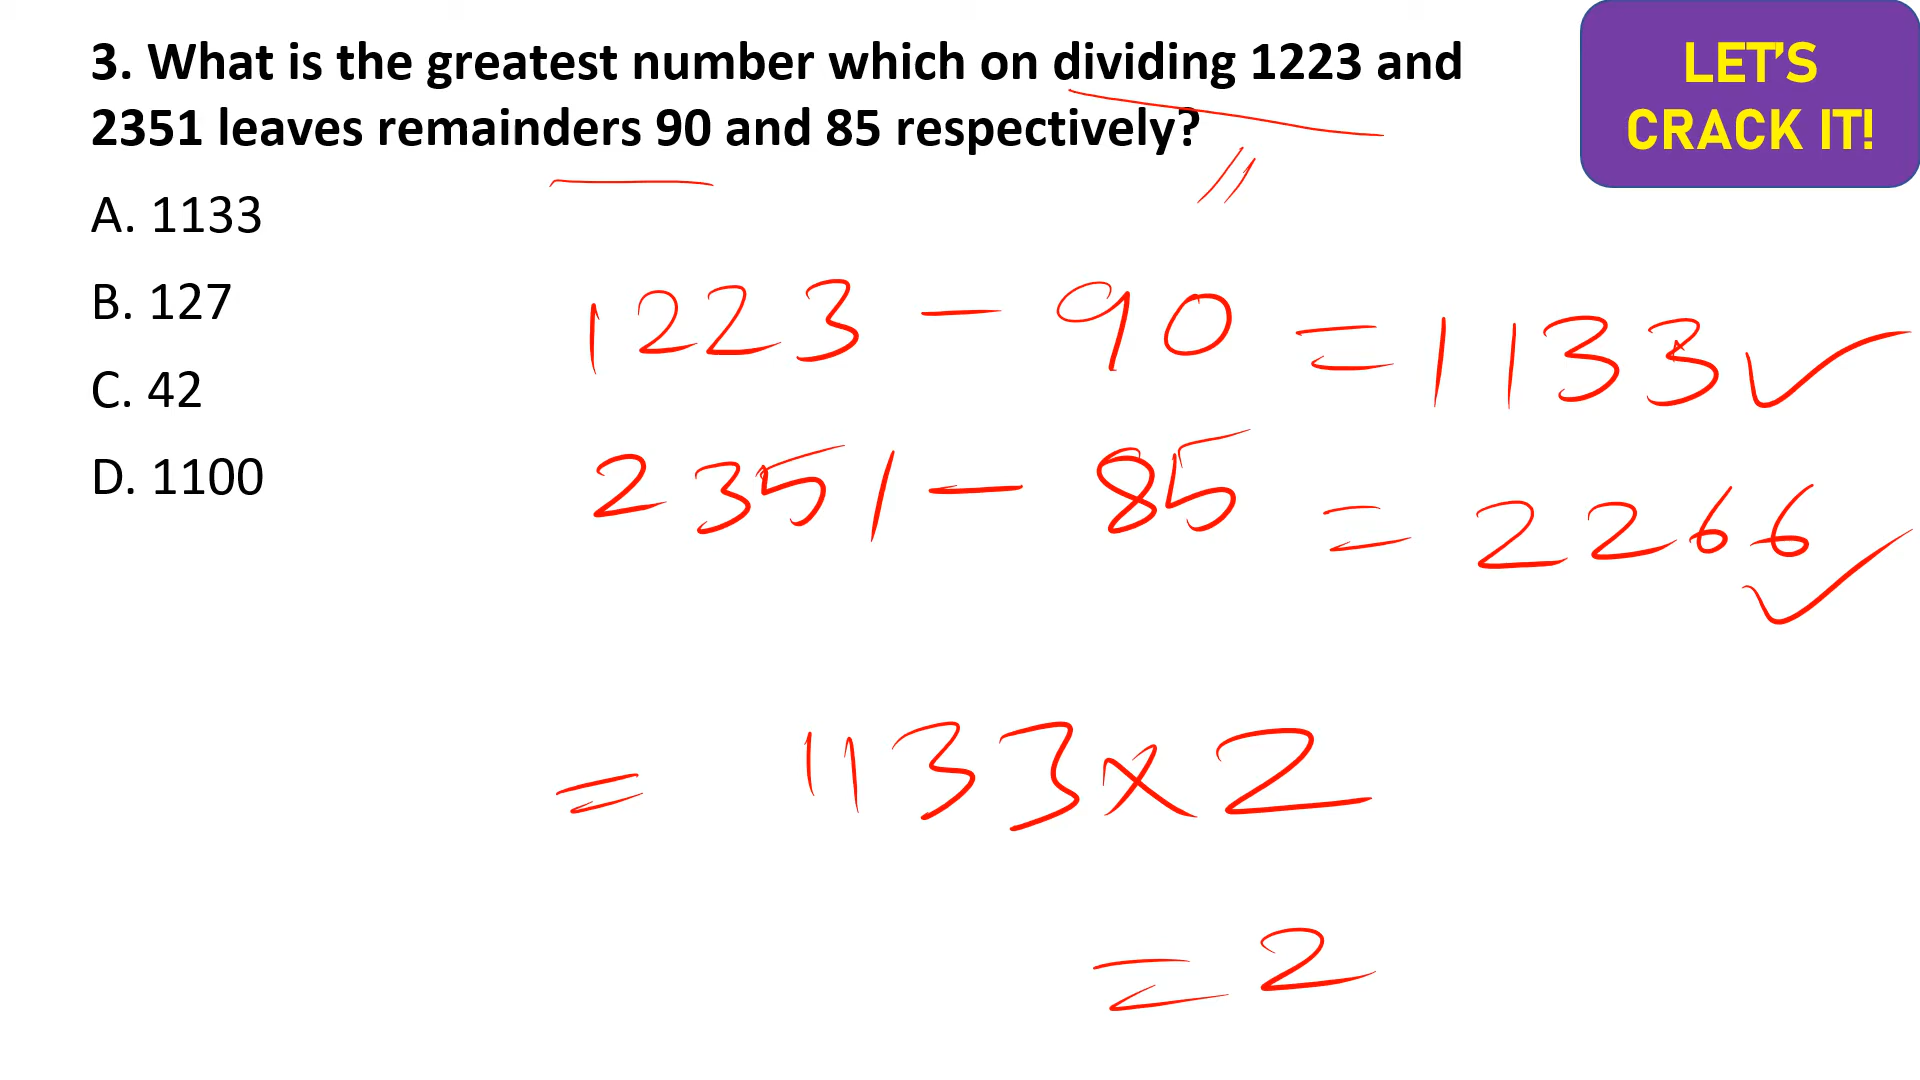 3. What is the greatest number which on dividing 1223 and
2351 leaves remainders 90 and 85 respectively?
LET'S
CRACK IT!
A. 1133
B. 127
C. 42
D. 1100
1223 - 90 = 1133
2351 - 85 = 2266
= 1133 x 2
= 2